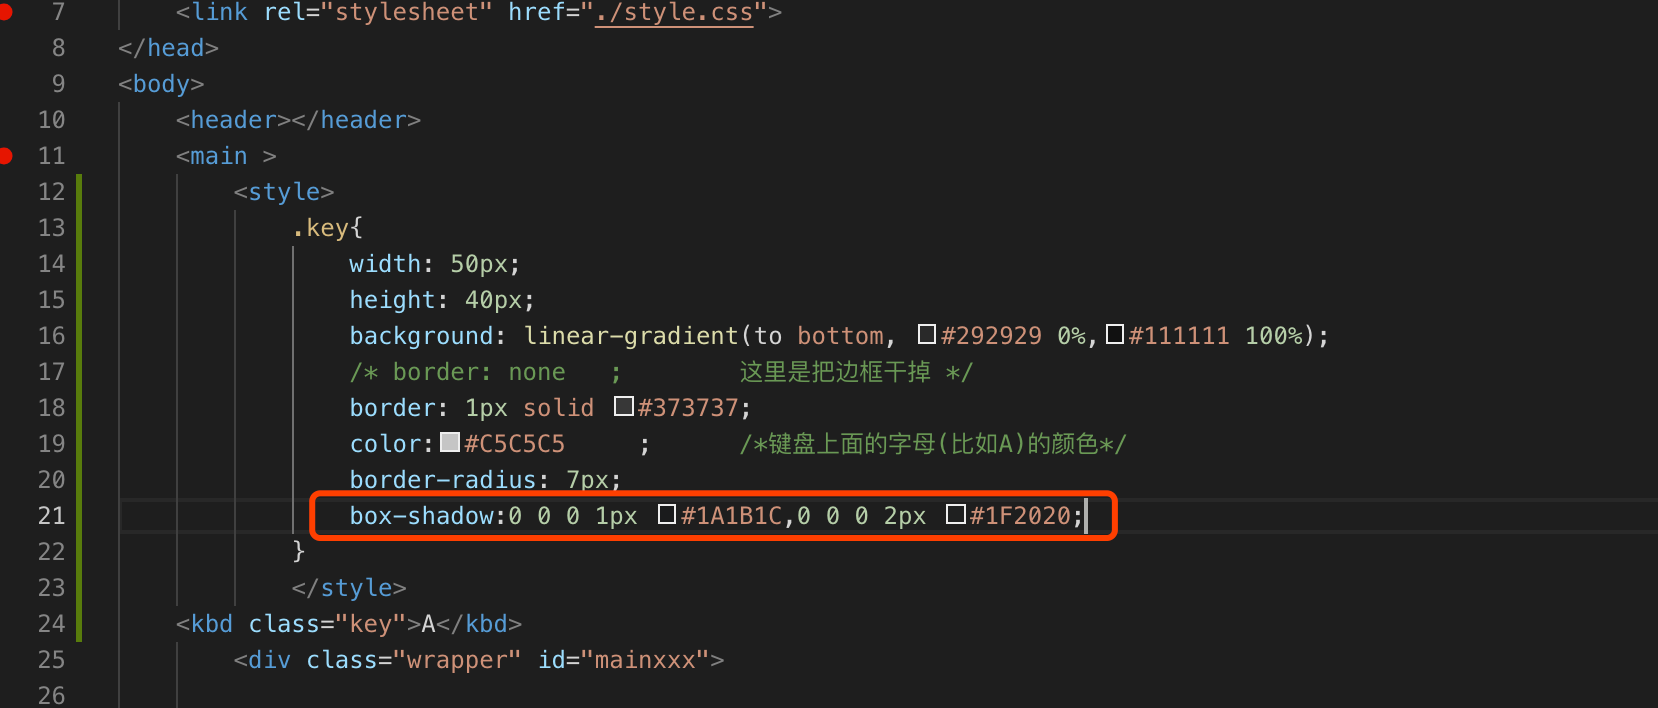 7 <link rel="stylesheet" href="./style.css">
8 </head>
9 <body>
10 <header></header>
11 <main >
12 <style>
13 .key{
14 width: 50px;
15 height: 40px;
16 background: linear-gradient(to bottom, #292929 0%,#111111 100%);
17 /* border: none ; 这里是把边框干掉 */
18 border: 1px solid #373737;
19 color:#C5C5C5 ; /*键盘上面的字母(比如A)的颜色*/
20 border-radius: 7px;
21 box-shadow:0 0 0 1px #1A1B1C,0 0 0 2px #1F2020;
22 }
23 </style>
24 <kbd class="key">A</kbd>
25 <div class="wrapper" id="mainxxx">
26